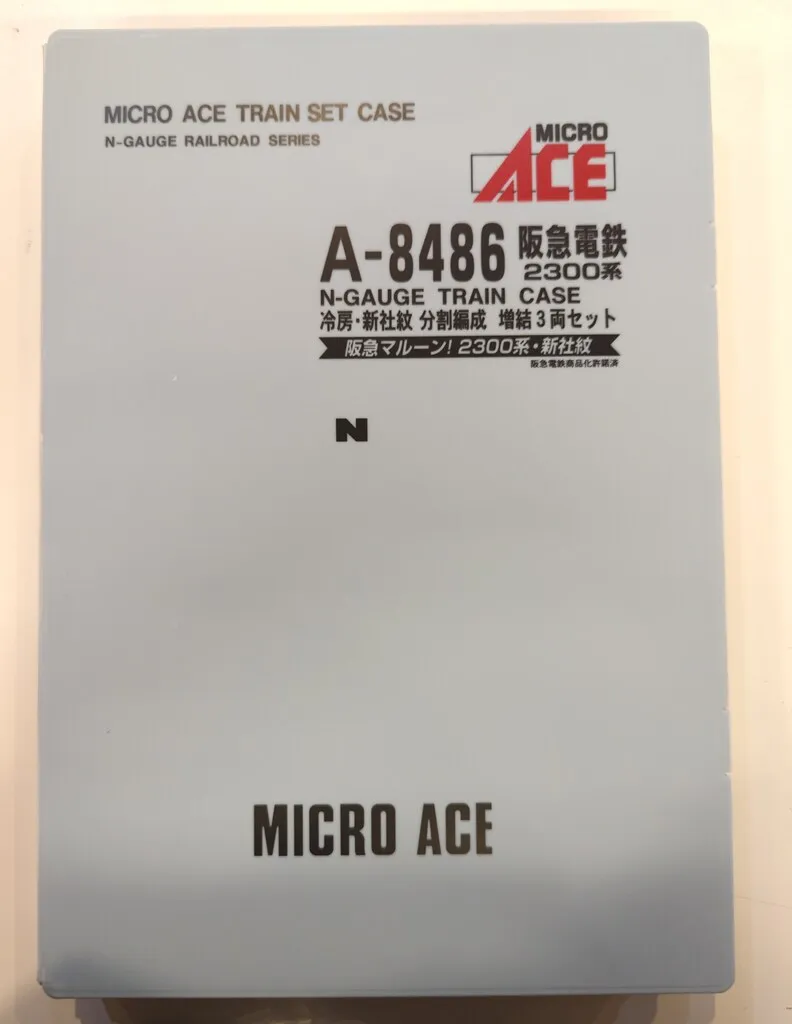 MICRO ACE TRAIN SET CASE
N-GAUGE RAILROAD SERIES
MICRO
ACE
A-8486 阪急電鉄
2300系
N-GAUGE TRAIN CASE
冷房・新社紋 分割編成 増結3両セット
阪急マルーン! 2300系・新社紋
阪急電鉄商品化許諾済
N
MICRO ACE